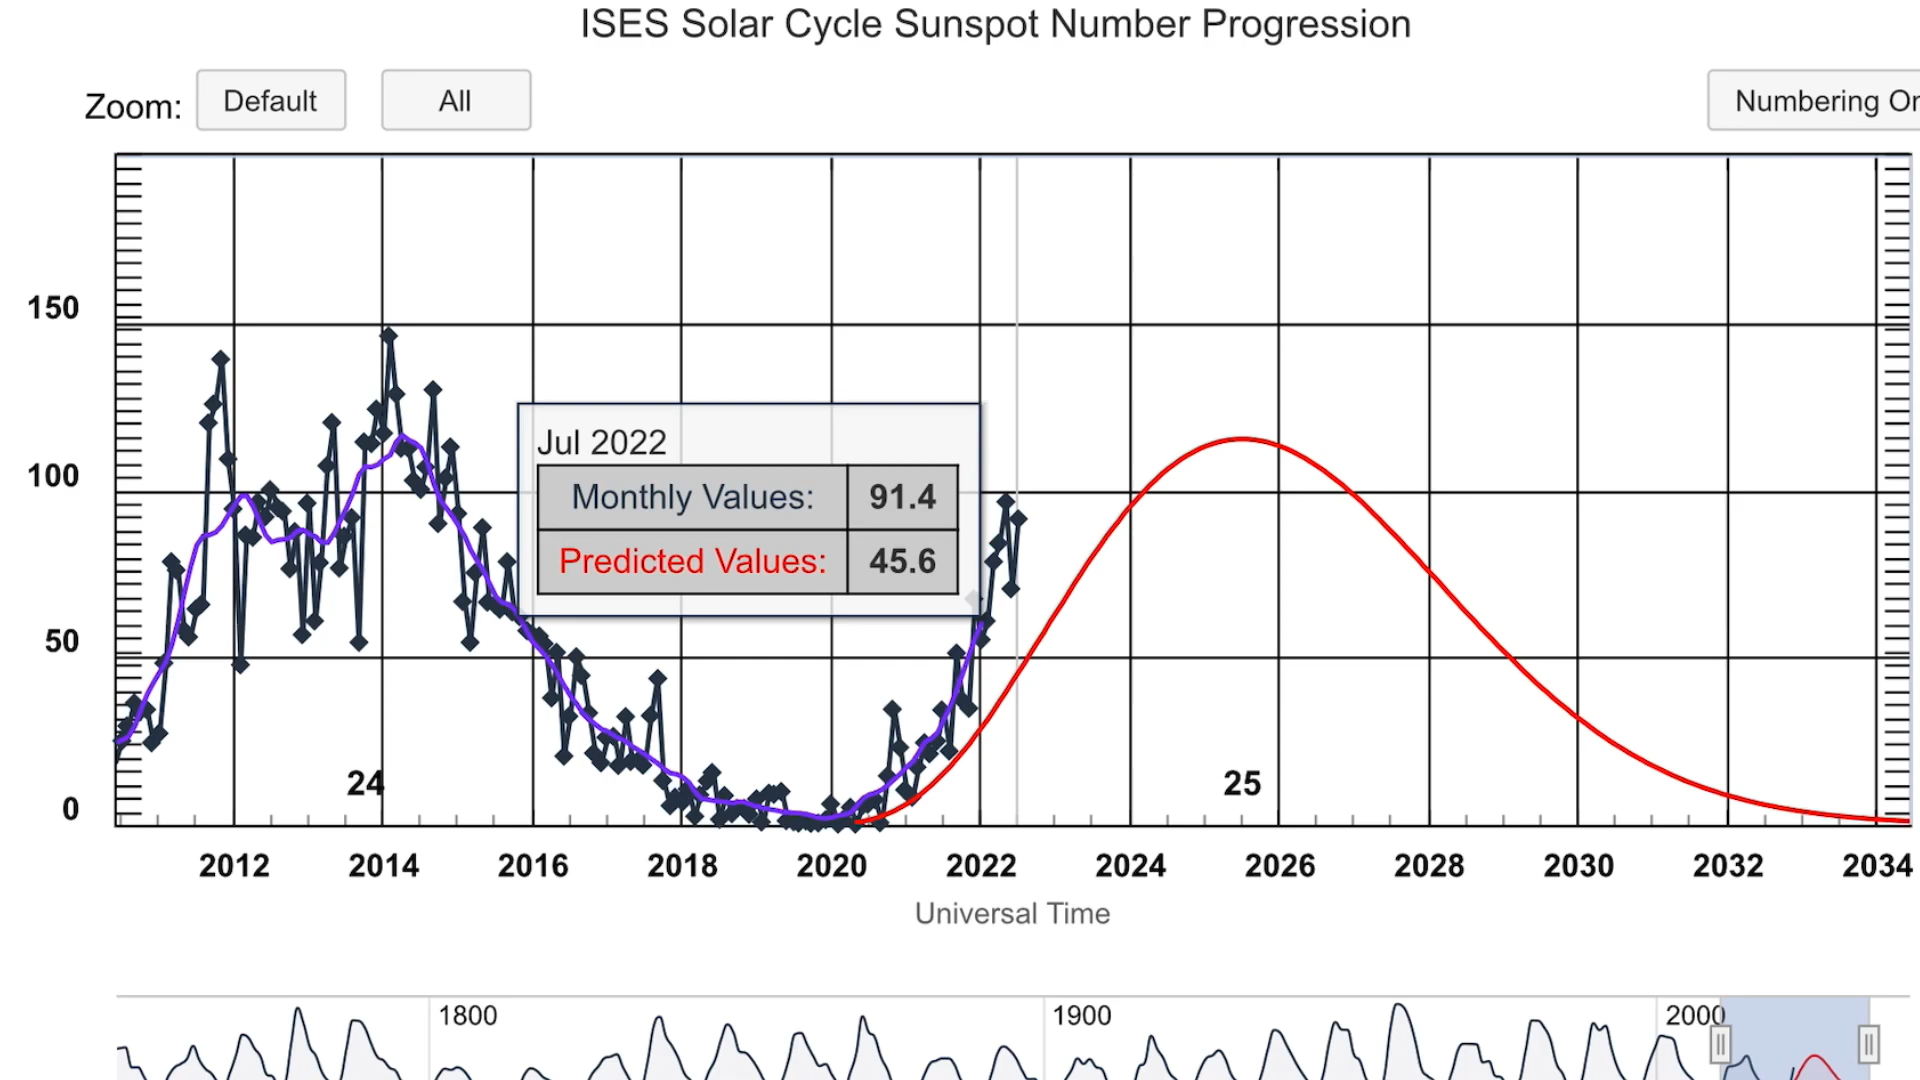 ISES Solar Cycle Sunspot Number Progression
Zoom: Default All Numbering On
150
100
50
0
Jul 2022
Monthly Values: 91.4
Predicted Values: 45.6
24 25
2012 2014 2016 2018 2020 2022 2024 2026 2028 2030 2032 2034
Universal Time
1800 1900 2000